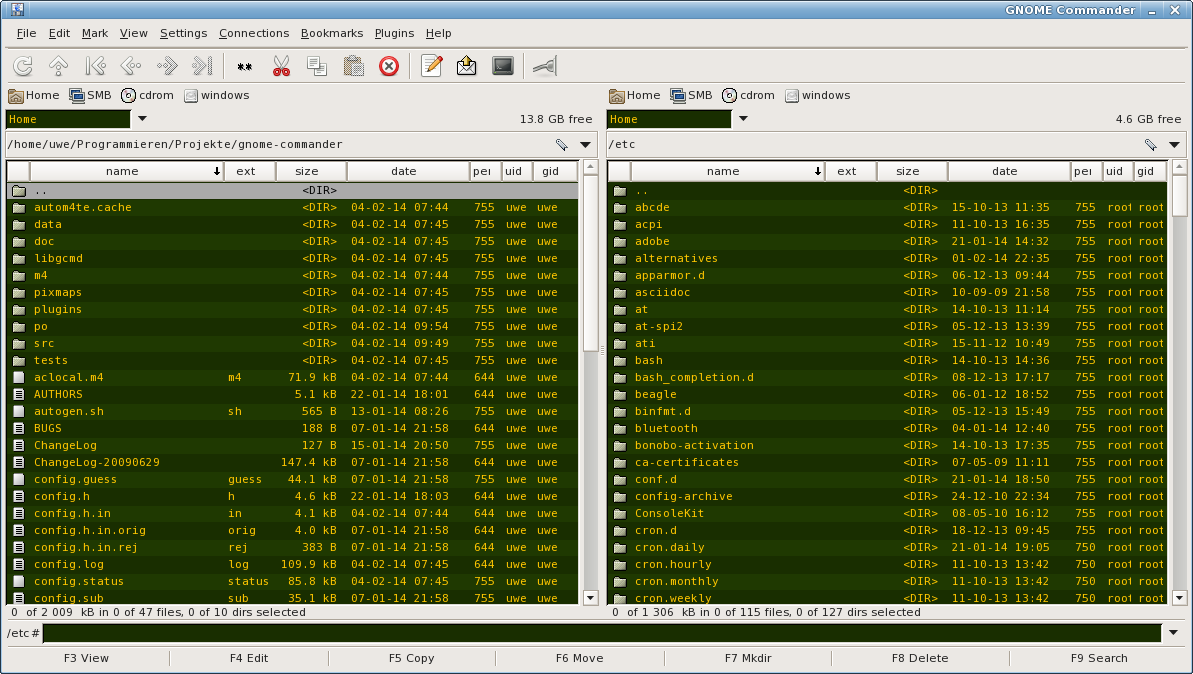 GNOME Commander
File Edit Mark View Settings Connections Bookmarks Plugins Help
**
Home SMB cdrom windows
Home 13.8 GB free
/home/uwe/Programmieren/Projekte/gnome-commander
name ext size date per uid gid
.. <DIR>
autom4te.cache <DIR> 04-02-14 07:44 755 uwe uwe
data <DIR> 04-02-14 07:45 755 uwe uwe
doc <DIR> 04-02-14 07:45 755 uwe uwe
libgcmd <DIR> 04-02-14 07:45 755 uwe uwe
m4 <DIR> 04-02-14 07:44 755 uwe uwe
pixmaps <DIR> 04-02-14 07:45 755 uwe uwe
plugins <DIR> 04-02-14 07:45 755 uwe uwe
po <DIR> 04-02-14 09:54 755 uwe uwe
src <DIR> 04-02-14 09:49 755 uwe uwe
tests <DIR> 04-02-14 07:45 755 uwe uwe
aclocal.m4 m4 71.9 kB 04-02-14 07:44 644 uwe uwe
AUTHORS 5.1 kB 22-01-14 18:01 644 uwe uwe
autogen.sh sh 565 B 13-01-14 08:26 755 uwe uwe
BUGS 188 B 07-01-14 21:58 644 uwe uwe
ChangeLog 127 B 15-01-14 20:50 755 uwe uwe
ChangeLog-20090629 147.4 kB 07-01-14 21:58 644 uwe uwe
config.guess guess 44.1 kB 07-01-14 21:58 755 uwe uwe
config.h h 4.6 kB 22-01-14 18:03 644 uwe uwe
config.h.in in 4.1 kB 04-02-14 07:44 644 uwe uwe
config.h.in.orig orig 4.0 kB 07-01-14 21:58 644 uwe uwe
config.h.in.rej rej 383 B 07-01-14 21:58 644 uwe uwe
config.log log 109.9 kB 04-02-14 07:45 644 uwe uwe
config.status status 85.8 kB 04-02-14 07:45 755 uwe uwe
config.sub sub 35.1 kB 07-01-14 21:58 755 uwe uwe
0 of 2 009 kB in 0 of 47 files, 0 of 10 dirs selected
Home SMB cdrom windows
Home 4.6 GB free
/etc
name ext size date per uid gid
.. <DIR>
abcde <DIR> 15-10-13 11:35 755 root root
acpi <DIR> 11-10-13 16:35 755 root root
adobe <DIR> 21-01-14 14:32 755 root root
alternatives <DIR> 01-02-14 22:35 755 root root
apparmor.d <DIR> 06-12-13 09:44 755 root root
asciidoc <DIR> 10-09-09 21:58 755 root root
at <DIR> 14-10-13 11:14 755 root root
at-spi2 <DIR> 05-12-13 13:39 755 root root
ati <DIR> 15-11-12 10:49 755 root root
bash <DIR> 14-10-13 14:36 755 root root
bash_completion.d <DIR> 08-12-13 17:17 755 root root
beagle <DIR> 06-01-12 18:52 755 root root
binfmt.d <DIR> 05-12-13 15:49 755 root root
bluetooth <DIR> 04-01-14 12:40 755 root root
bonobo-activation <DIR> 14-10-13 17:35 755 root root
ca-certificates <DIR> 07-05-09 11:11 755 root root
conf.d <DIR> 21-01-14 18:50 755 root root
config-archive <DIR> 24-12-10 22:34 755 root root
ConsoleKit <DIR> 08-05-10 16:12 755 root root
cron.d <DIR> 18-12-13 09:45 755 root root
cron.daily <DIR> 21-01-14 19:05 750 root root
cron.hourly <DIR> 11-10-13 13:42 750 root root
cron.monthly <DIR> 11-10-13 13:42 750 root root
cron.weekly <DIR> 11-10-13 13:42 750 root root
0 of 1 306 kB in 0 of 115 files, 0 of 127 dirs selected
/etc #
F3 View F4 Edit F5 Copy F6 Move F7 Mkdir F8 Delete F9 Search